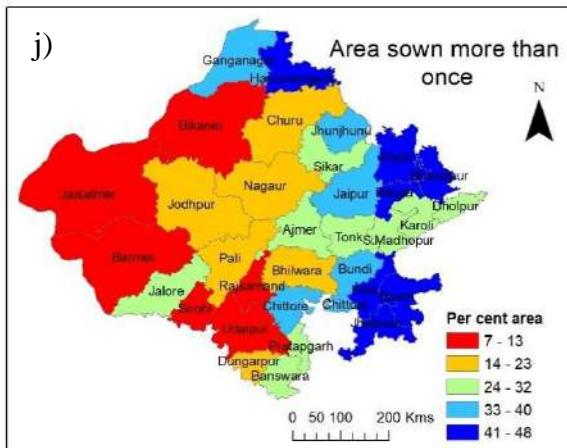 j)
Area sown more than
once
N
Ganganagar
Churu
Bikaner
Jhunjhunu
Sikar
Jaisalmer
Nagaur
Jaipur
Jodhpur
Dholpur
Karoli
Ajmer
Tonk
S.Madhopur
Barmer
Pali
Bhilwara
Bundi
Rajsamand
Jalore
Sirohi
Chittore
Chittore
Udaipur
Pratapgarh
Dungarpur
Banswara
Per cent area
7 - 13
14 - 23
24 - 32
33 - 40
41 - 48
0 50 100 200 Kms